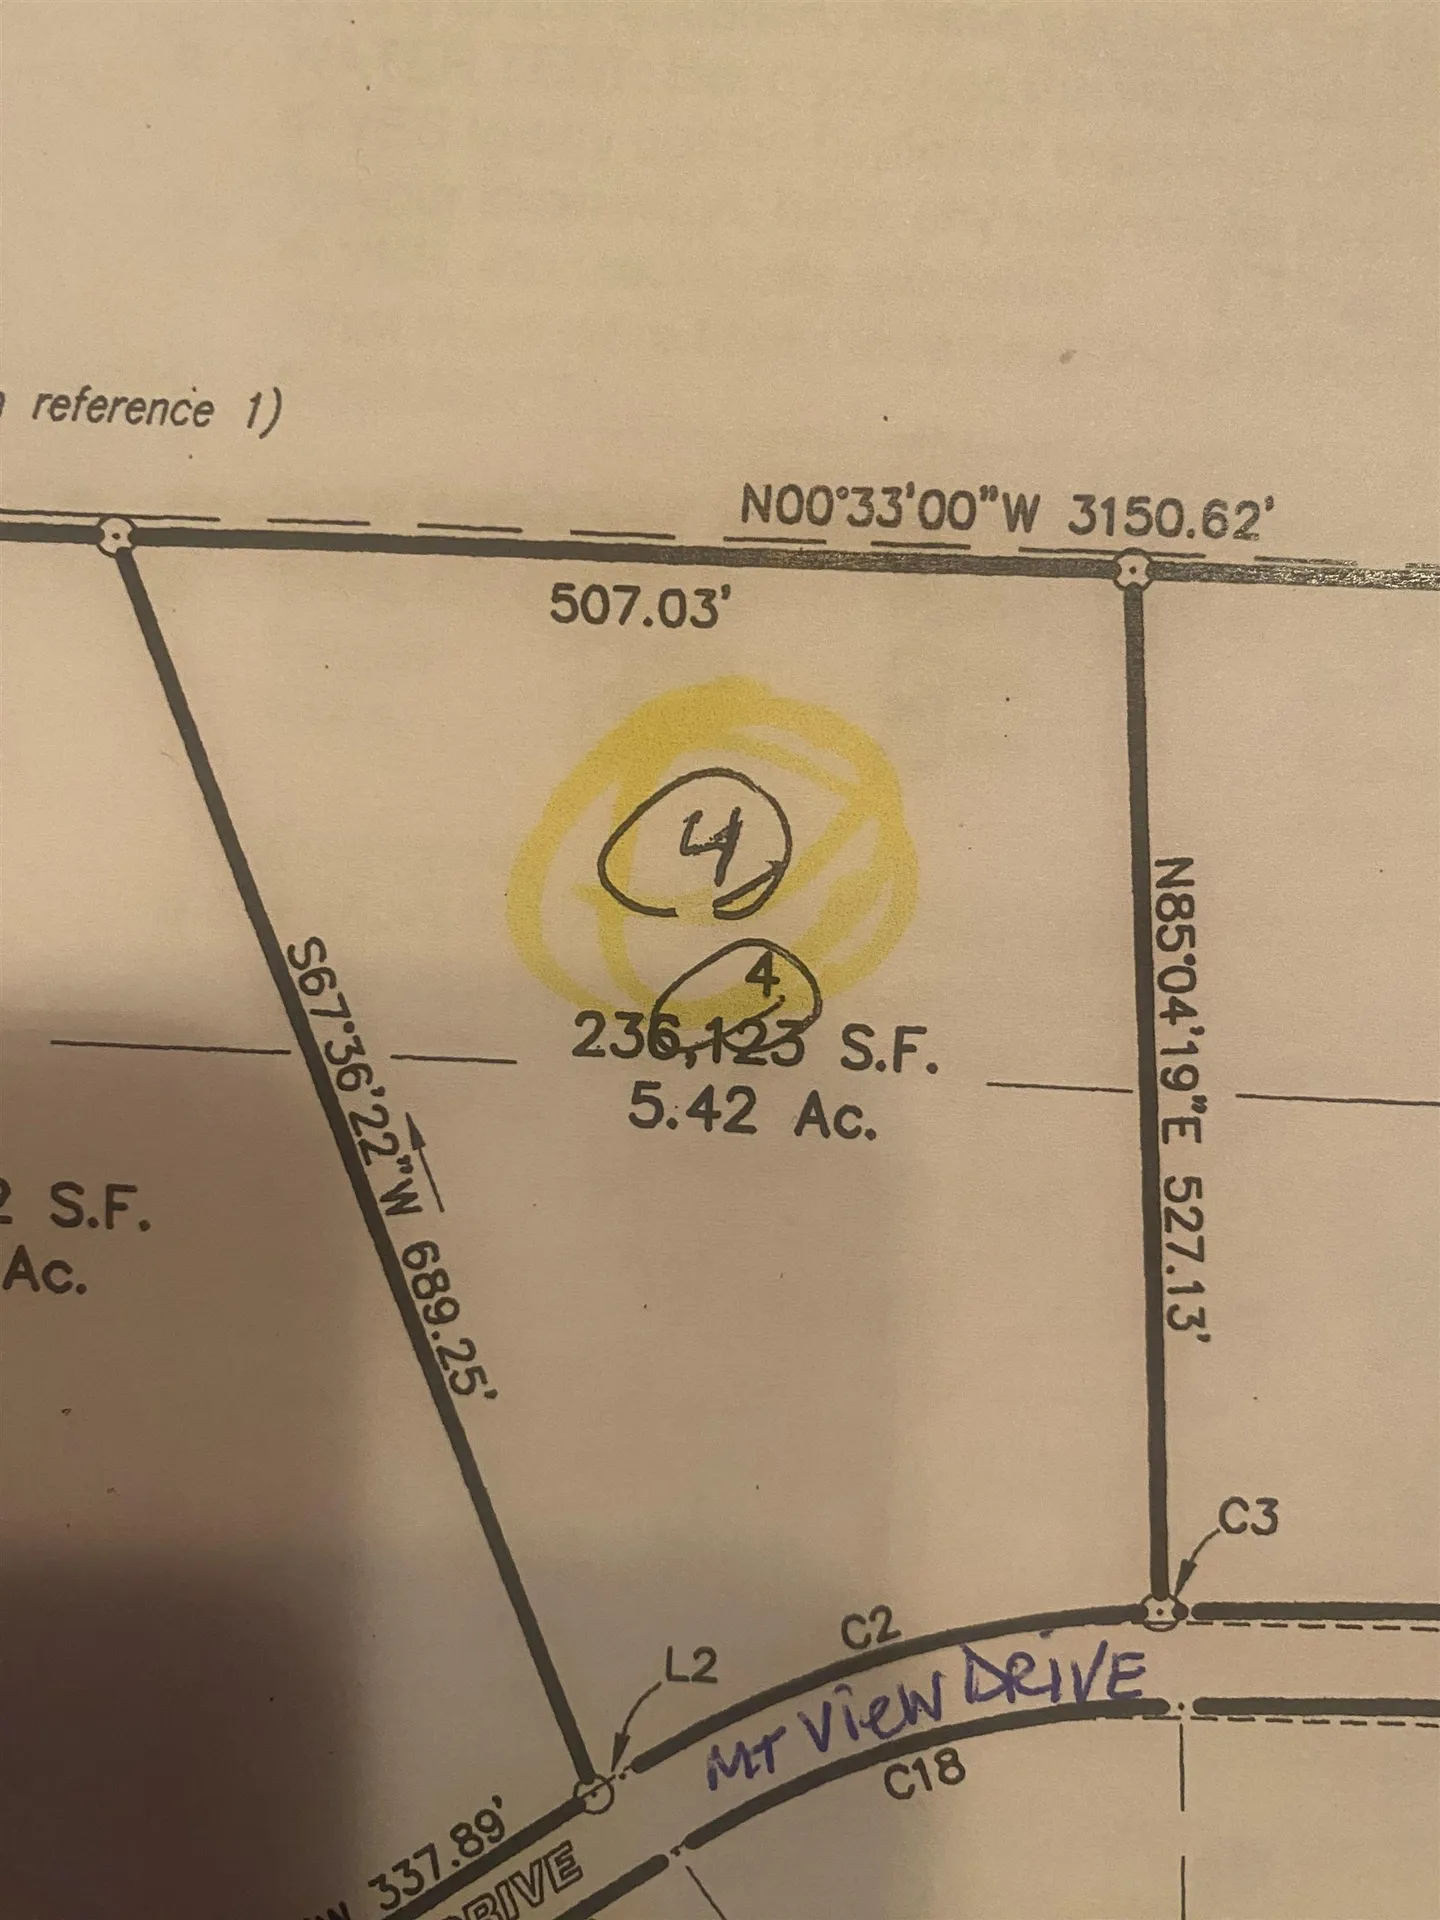 reference 1)
N00°33'00"W 3150.62'
507.03'
4
4
236,123 S.F.
5.42 Ac.
S67°36'22"W 689.25'
N85°04'19"E 527.13'
S.F.
Ac.
C3
C2
L2
MT VIEW DRIVE
C18
337.89'
DRIVE